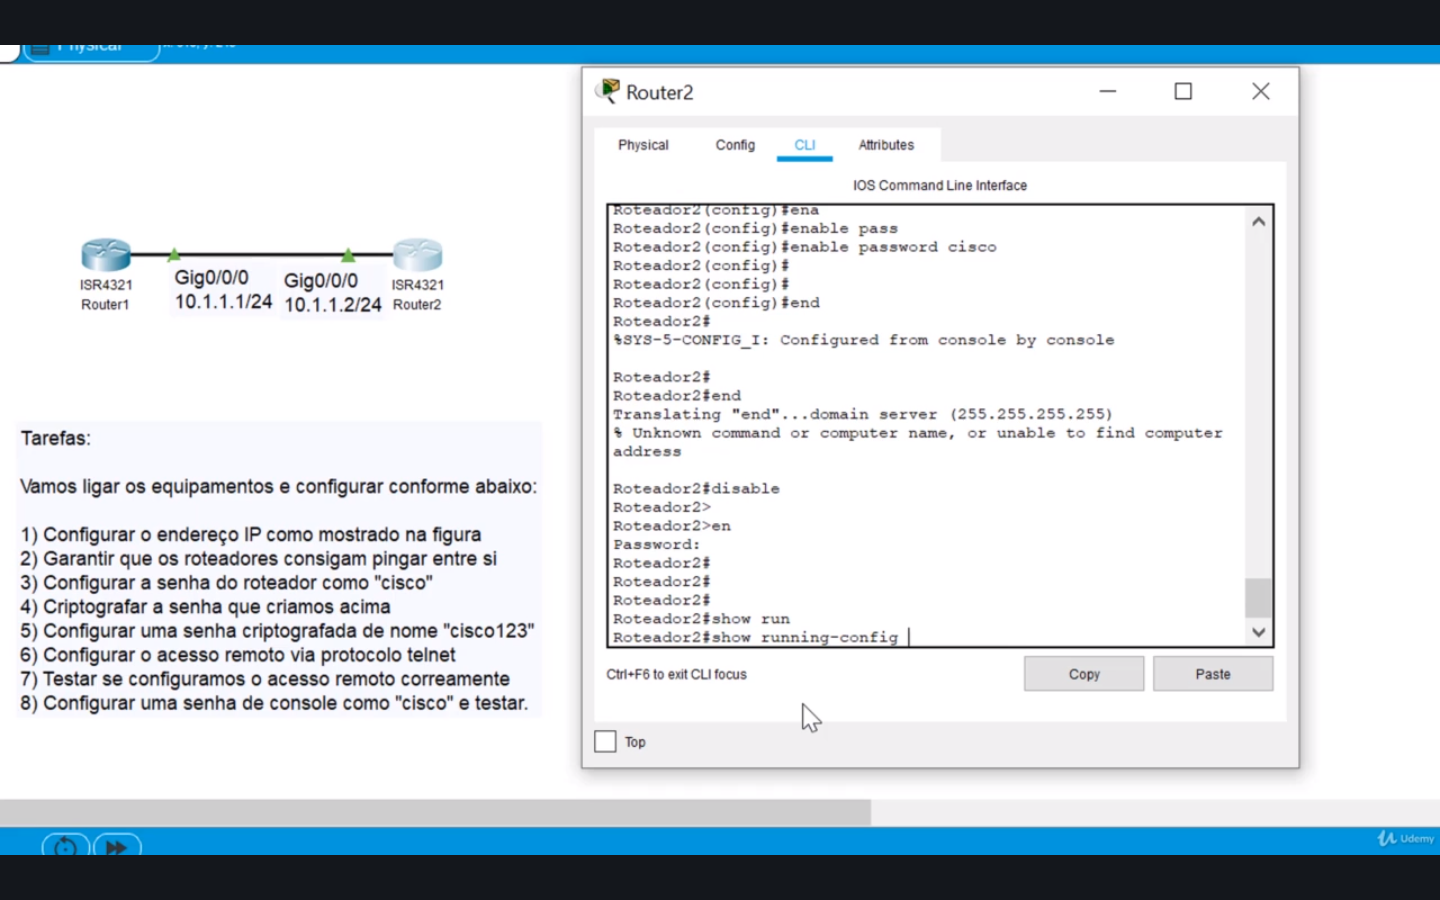 Physical
Router2
Physical
Config
CLI
Attributes
IOS Command Line Interface
Roteador2(config)#ena
Roteador2(config)#enable pass
Roteador2(config)#enable password cisco
Roteador2(config)#
Roteador2(config)#
Roteador2(config)#end
Roteador2#
%SYS-5-CONFIG_I: Configured from console by console
Roteador2#
Roteador2#end
Translating "end"...domain server (255.255.255.255)
% Unknown command or computer name, or unable to find computer
address
Roteador2#disable
Roteador2>
Roteador2>en
Password:
Roteador2#
Roteador2#
Roteador2#
Roteador2#show run
Roteador2#show running-config
Ctrl+F6 to exit CLI focus
Copy
Paste
Top
ISR4321
Router1
Gig0/0/0
10.1.1.1/24
Gig0/0/0
10.1.1.2/24
ISR4321
Router2
Tarefas:
Vamos ligar os equipamentos e configurar conforme abaixo:
1) Configurar o endereço IP como mostrado na figura
2) Garantir que os roteadores consigam pingar entre si
3) Configurar a senha do roteador como "cisco"
4) Criptografar a senha que criamos acima
5) Configurar uma senha criptografada de nome "cisco123"
6) Configurar o acesso remoto via protocolo telnet
7) Testar se configuramos o acesso remoto correamente
8) Configurar uma senha de console como "cisco" e testar.
Udemy